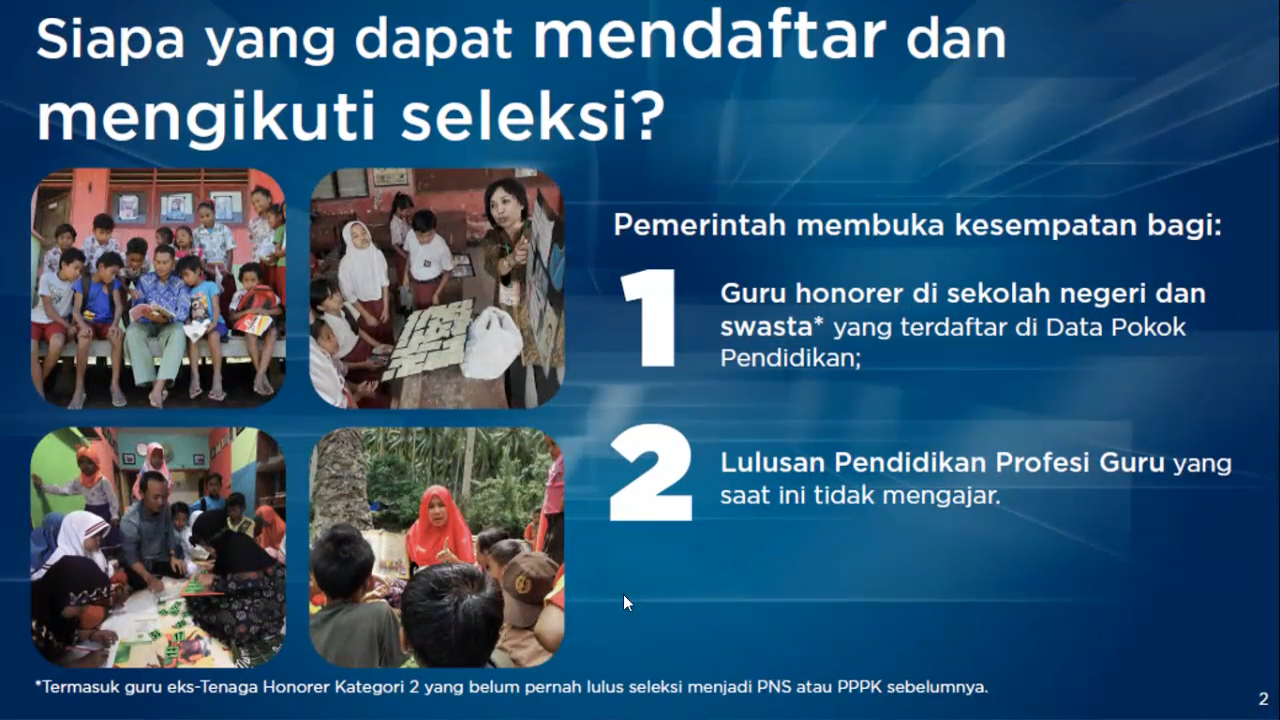 Siapa yang dapat mendaftar dan
mengikuti seleksi?
Pemerintah membuka kesempatan bagi:
1
Guru honorer di sekolah negeri dan
swasta* yang terdaftar di Data Pokok
Pendidikan;
2
Lulusan Pendidikan Profesi Guru yang
saat ini tidak mengajar.
*Termasuk guru eks-Tenaga Honorer Kategori 2 yang belum pernah lulus seleksi menjadi PNS atau PPPK sebelumnya.
2